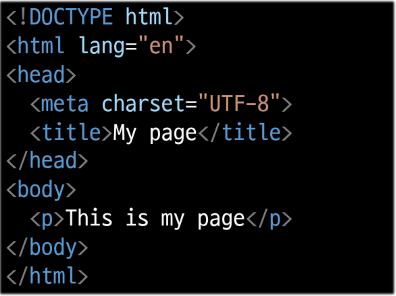 <!DOCTYPE html>
<html lang="en">
<head>
  <meta charset="UTF-8">
  <title>My page</title>
</head>
<body>
  <p>This is my page</p>
</body>
</html>